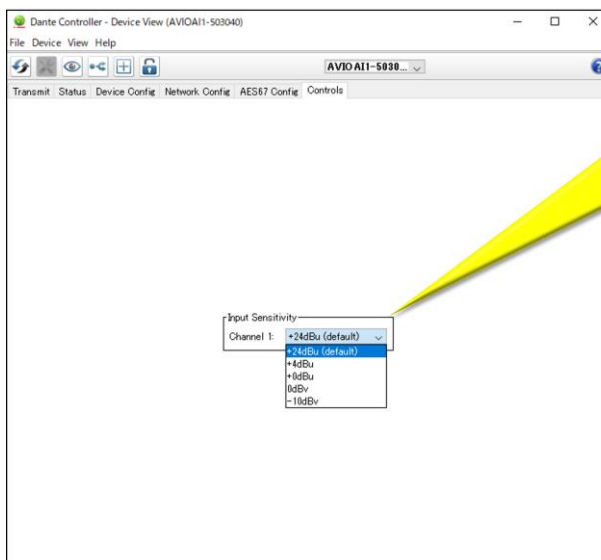 Dante Controller - Device View (AVIOAI1-503040)
File Device View Help
AVIO AI1-5030...
Transmit Status Device Config Network Config AES67 Config Controls
Input Sensitivity
Channel 1: +24dBu (default)
+24dBu (default)
+4dBu
+0dBu
0dBv
-10dBv